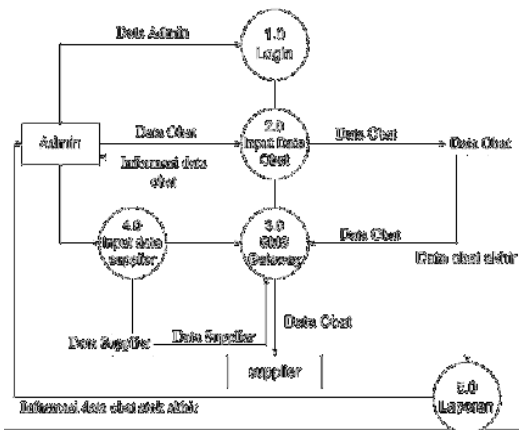 Data Admin
1.0
Login
Admin
Data Obat
2.0
Input Data
Obat
Data Obat
Data Obat
Informasi data
obat
4.0
Input data
supplier
3.0
SMS
Gateway
Data Obat
Data obat akhir
Data Supplier
Data Supplier
Data Obat
supplier
Informasi data obat stok akhir
5.0
Laporan